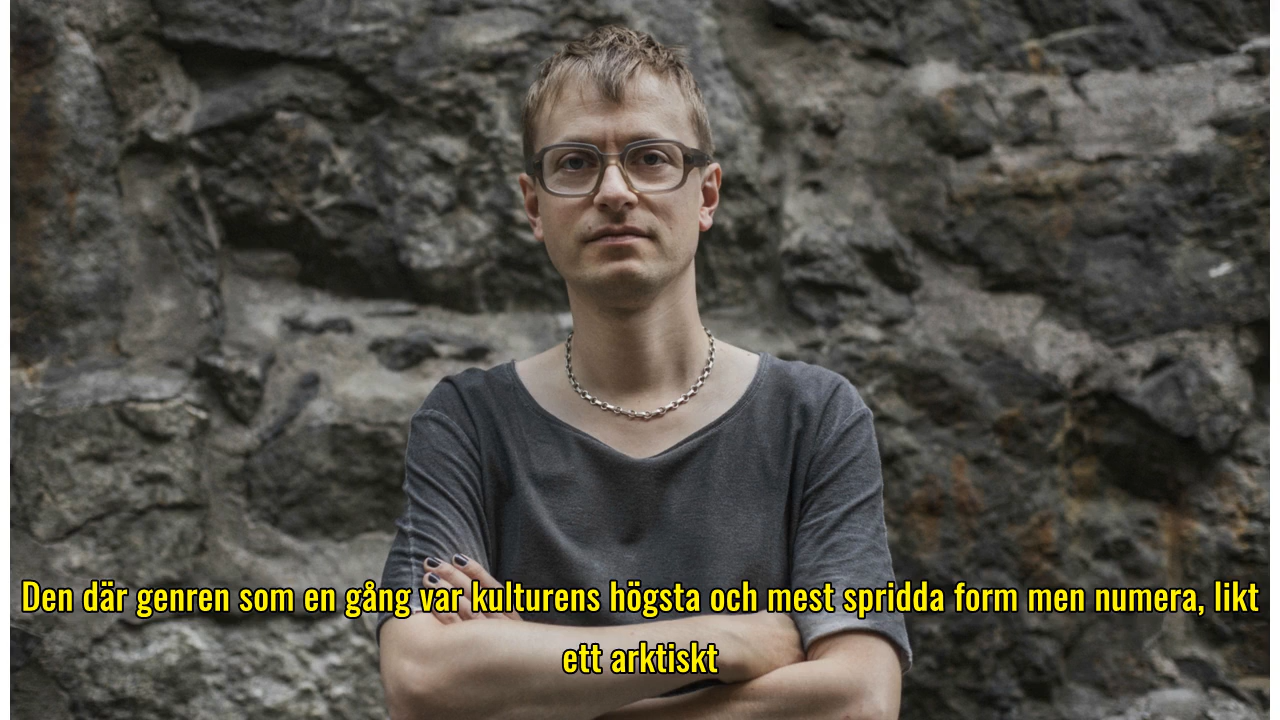 Den där genren som en gång var kulturens högsta och mest spridda form men numera, likt
ett arktiskt